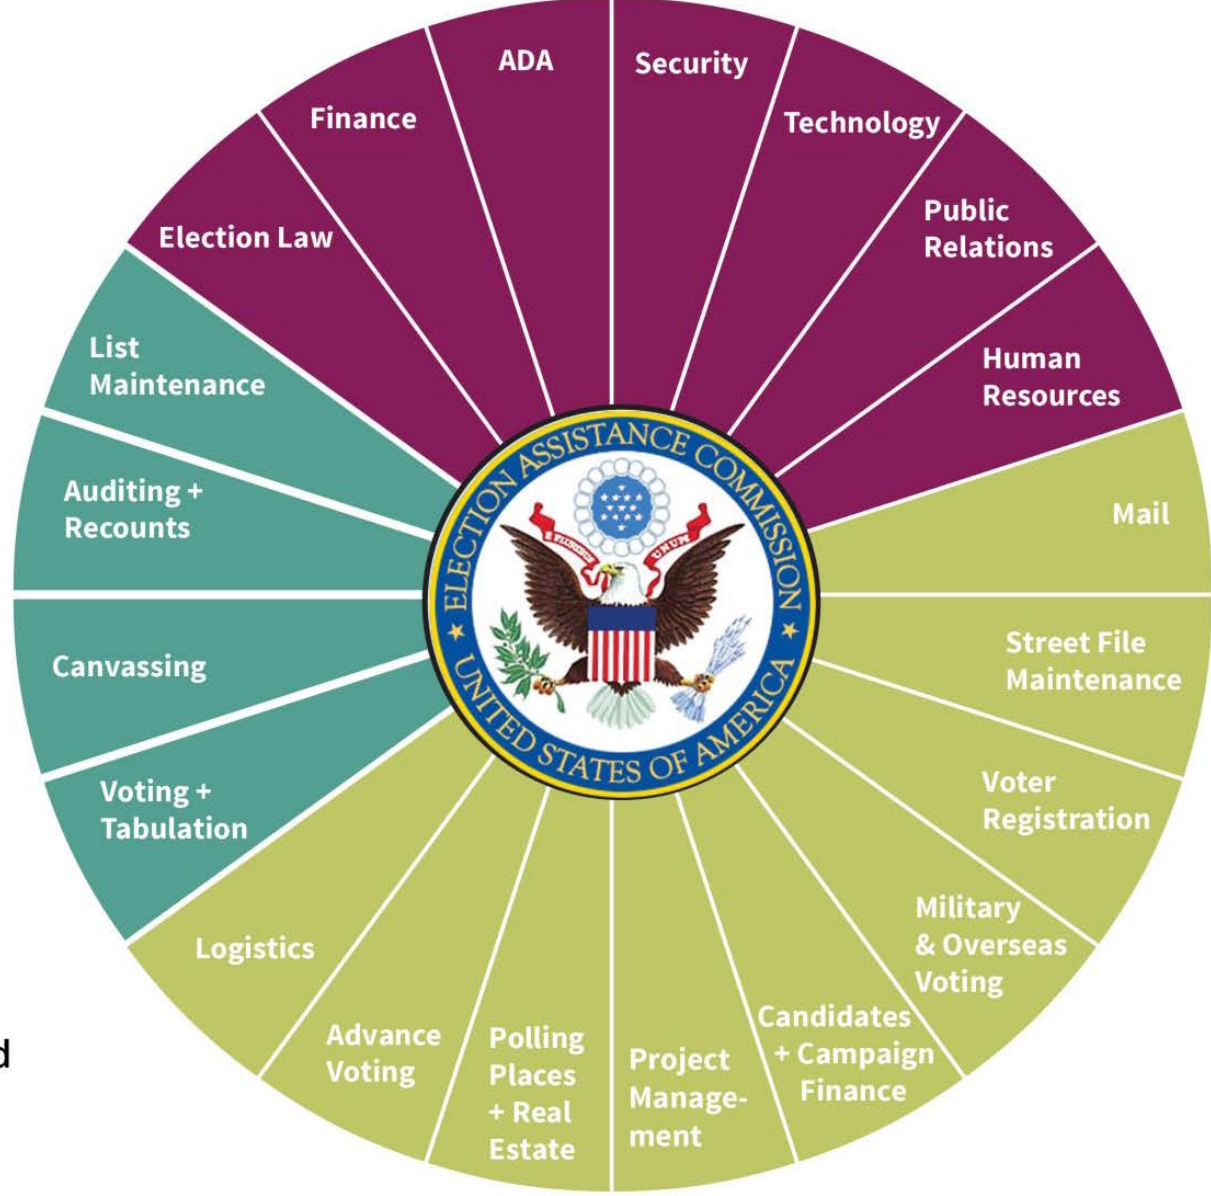 ADA
Security
Finance
Technology
Public
Relations
Election Law
Human
Resources
List
Maintenance
Auditing +
Recounts
Mail
Canvassing
Street File
Maintenance
Voting +
Tabulation
Voter
Registration
Military
& Overseas
Voting
Logistics
Candidates
+ Campaign
Finance
Advance
Voting
Polling
Places
+ Real
Estate
Project
Manage-
ment
ELECTION ASSISTANCE COMMISSION
★ UNITED STATES OF AMERICA ★
E PLURIBUS
UNUM
d